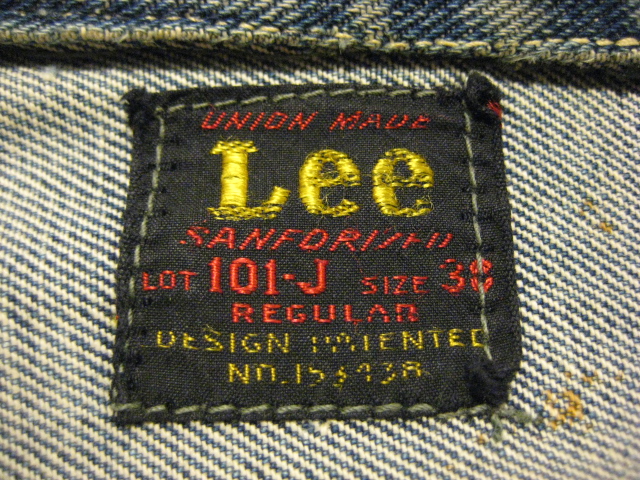 UNION MADE
Lee
SANFORIZED
LOT 101-J SIZE 38
REGULAR
DESIGN PATENTED
NO. 153438